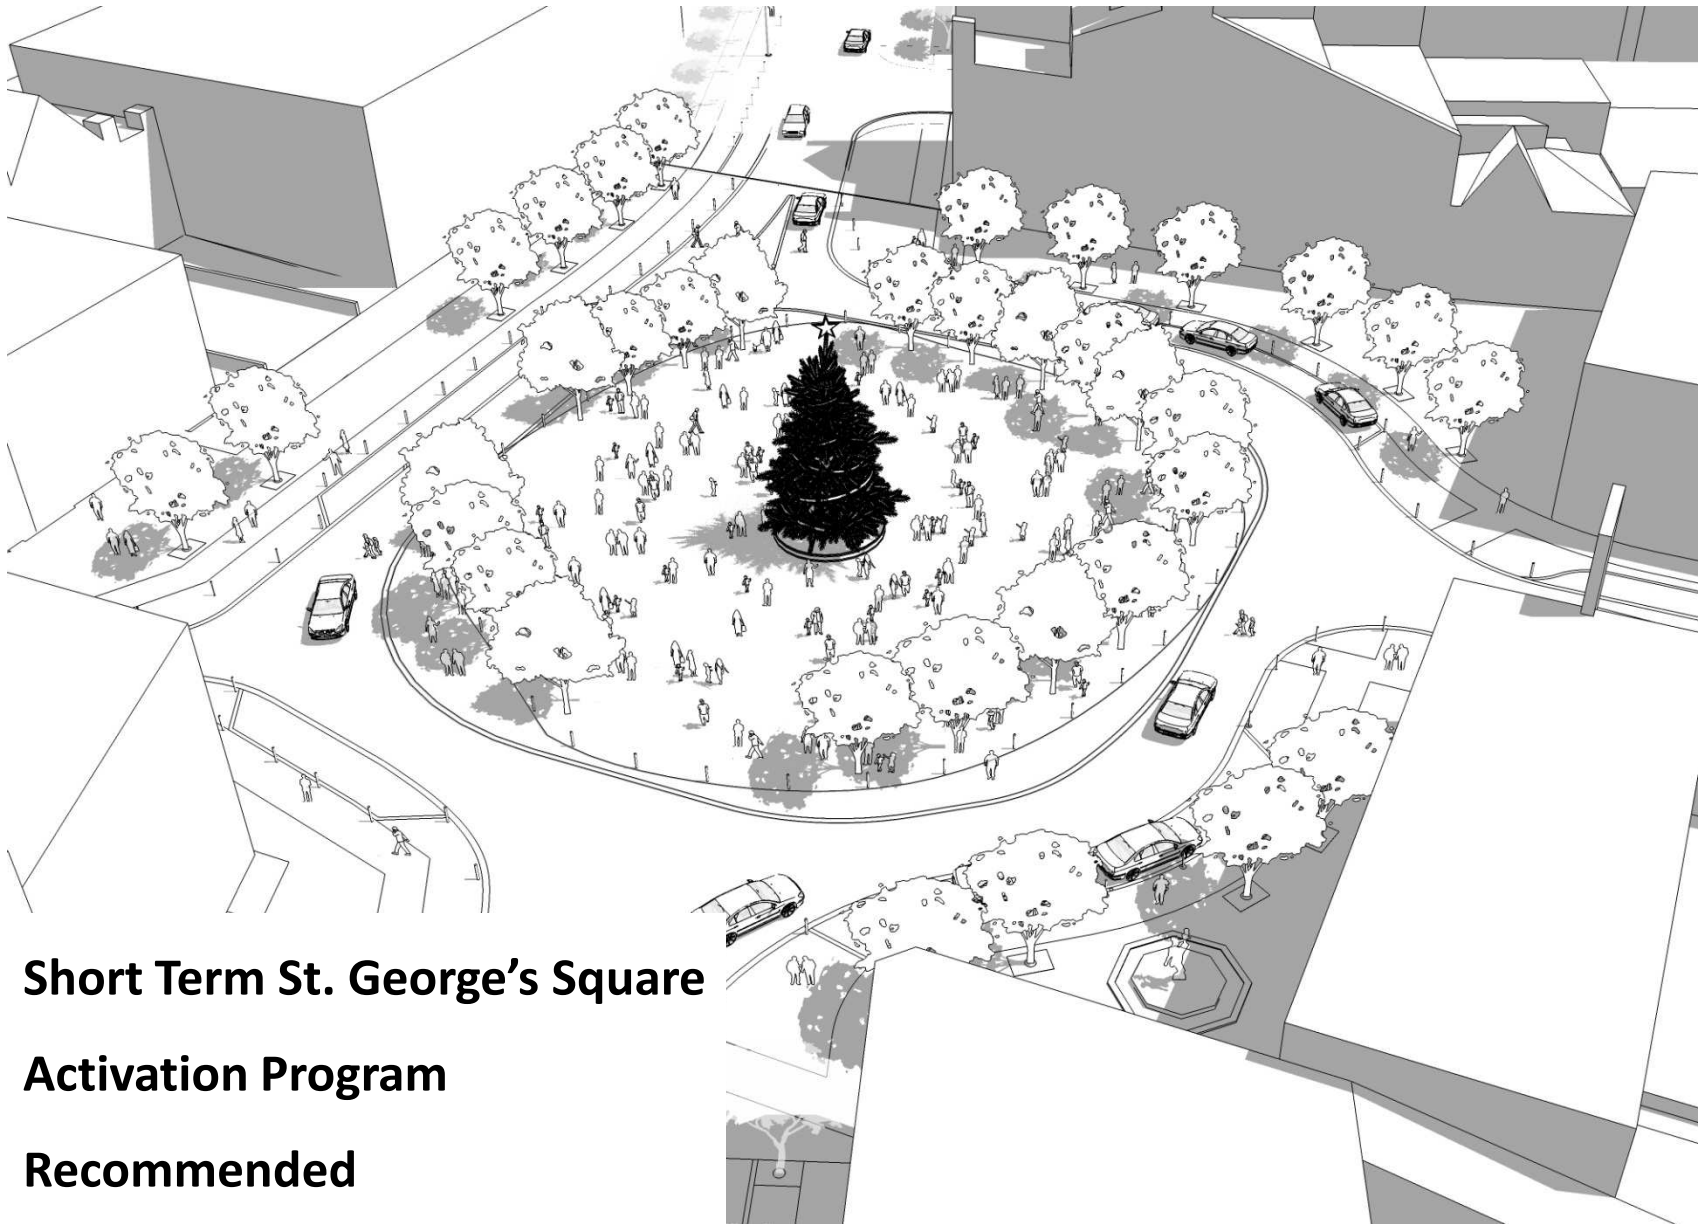 Short Term St. George’s Square
Activation Program
Recommended